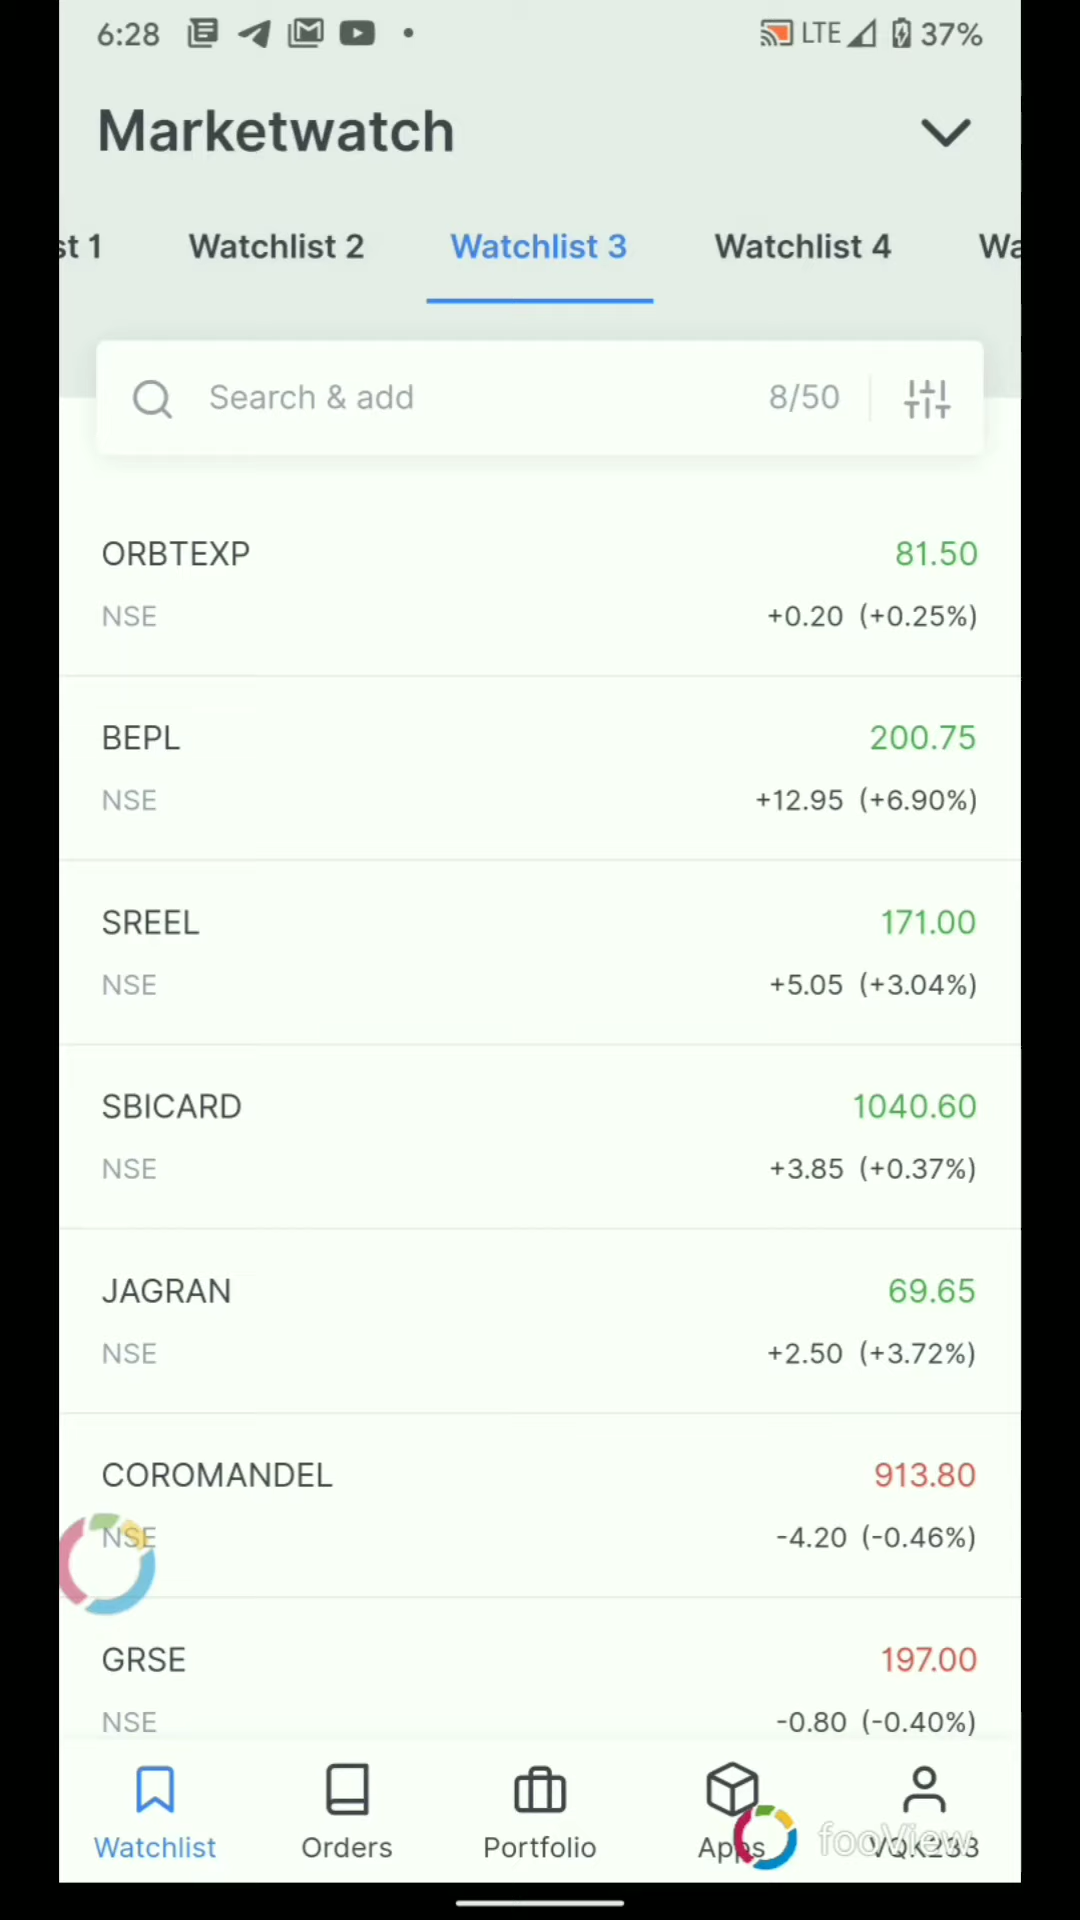 6:28 LTE 37%
Marketwatch
st 1 Watchlist 2 Watchlist 3 Watchlist 4 Wa
Search & add 8/50
ORBTEXP 81.50
NSE +0.20 (+0.25%)
BEPL 200.75
NSE +12.95 (+6.90%)
SREEL 171.00
NSE +5.05 (+3.04%)
SBICARD 1040.60
NSE +3.85 (+0.37%)
JAGRAN 69.65
NSE +2.50 (+3.72%)
COROMANDEL 913.80
NSE -4.20 (-0.46%)
GRSE 197.00
NSE -0.80 (-0.40%)
Watchlist Orders Portfolio Apps VQK233
fooView